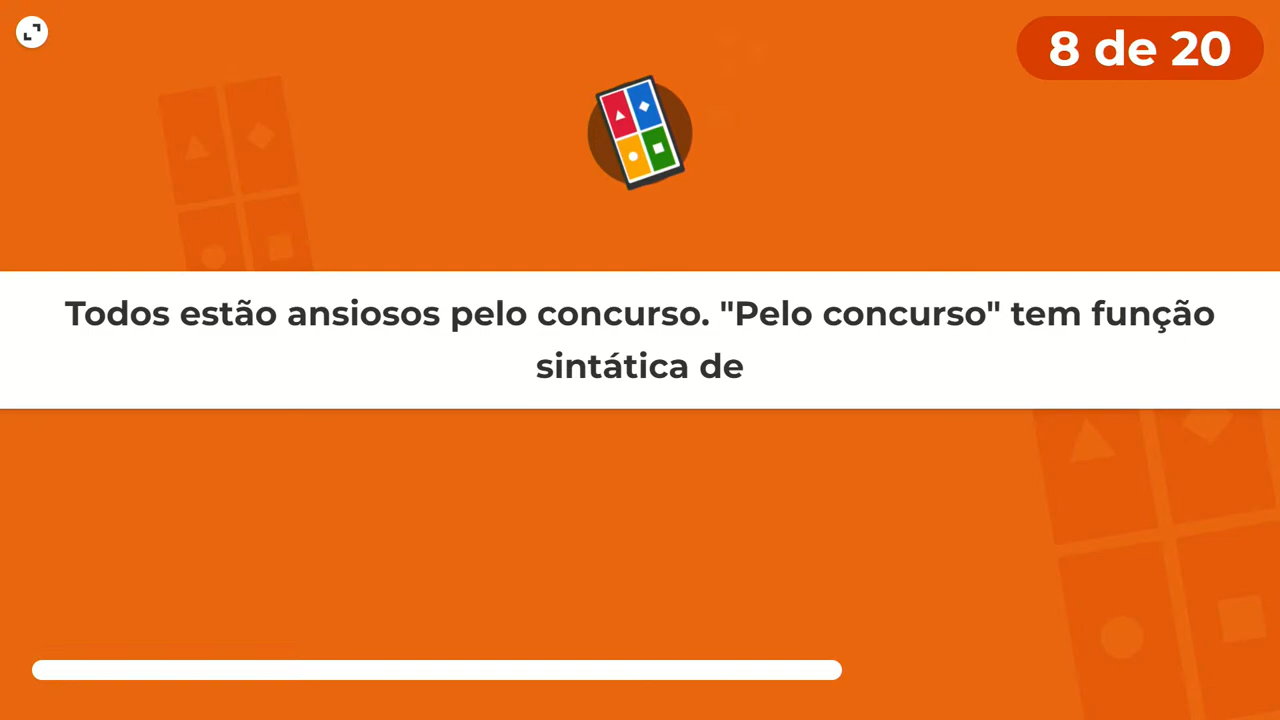 8 de 20
Todos estão ansiosos pelo concurso. "Pelo concurso" tem função
sintática de